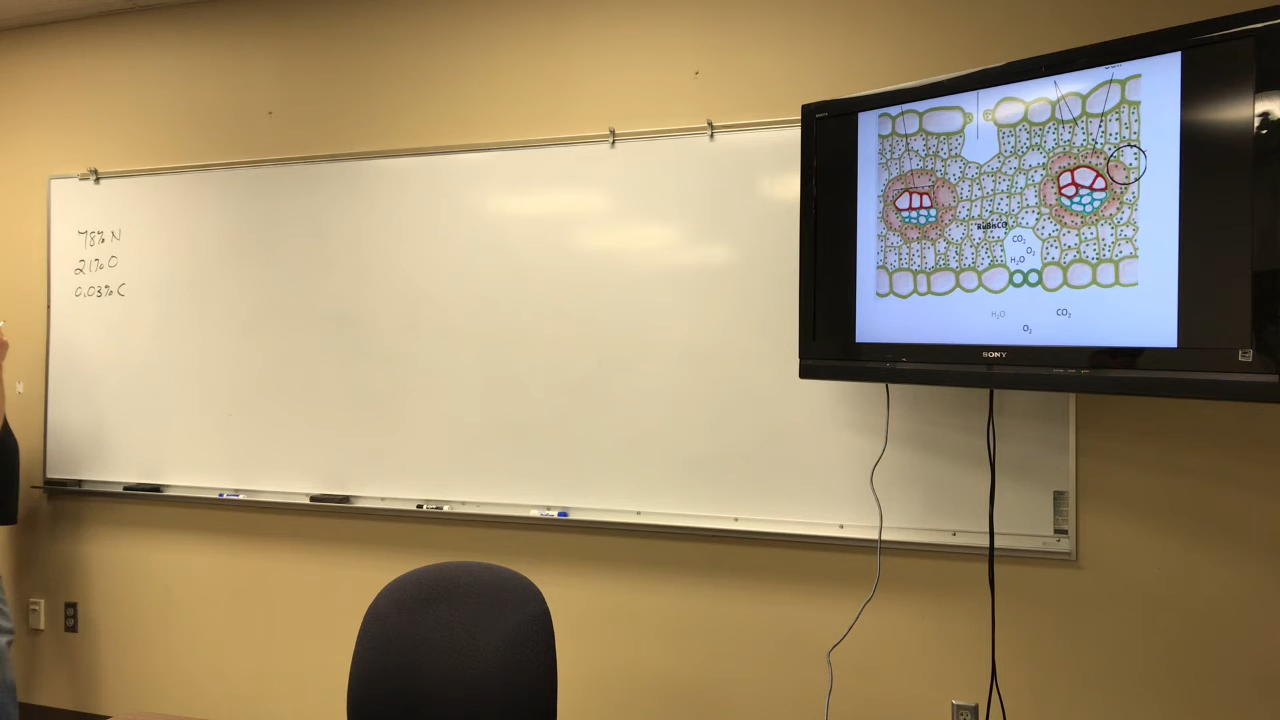 78% N
21% O
0.03% C
RuBisCO
CO₂
O₂
H₂O
H₂O
CO₂
O₂
SONY